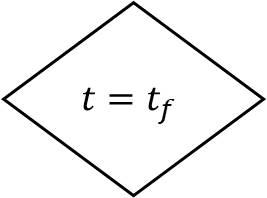 t = t_f